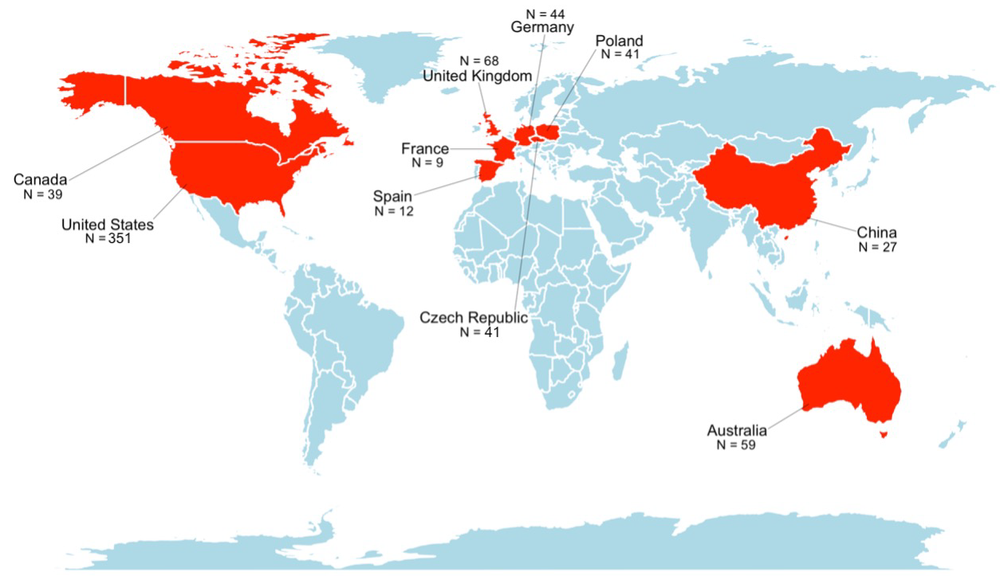 N = 44
Germany
Poland
N = 41
N = 68
United Kingdom
France
N = 9
Canada
N = 39
Spain
N = 12
United States
N = 351
China
N = 27
Czech Republic
N = 41
Australia
N = 59